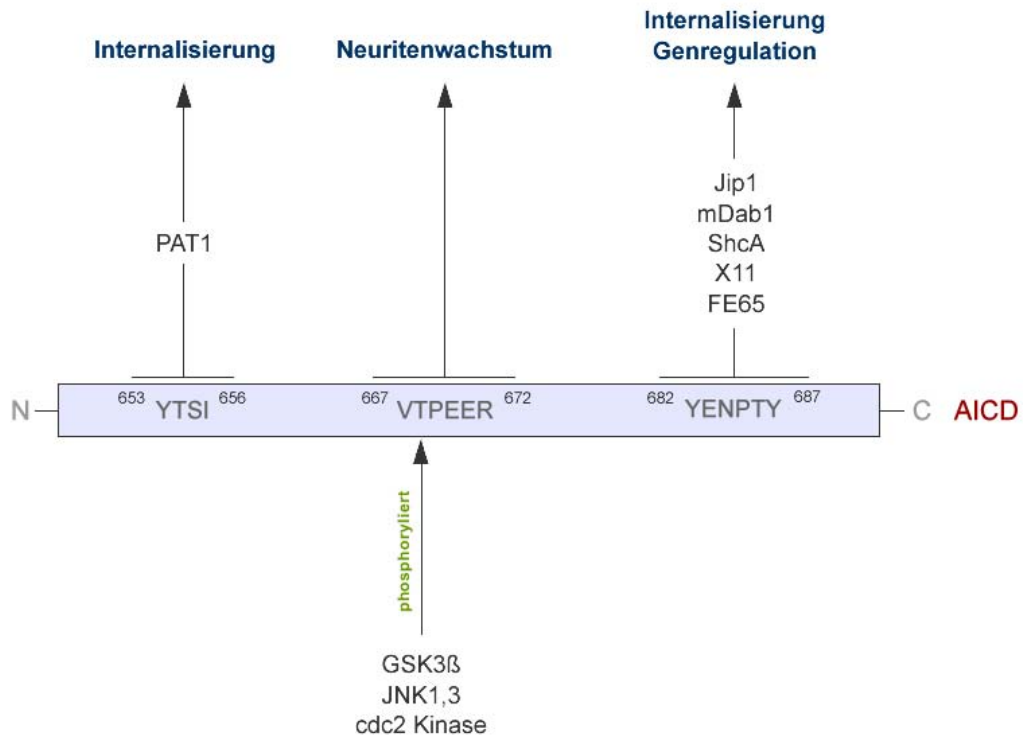 Internalisierung
Neuritenwachstum
Internalisierung
Genregulation
PAT1
Jip1
mDab1
ShcA
X11
FE65
N 653 YTSI 656 667 VTPEER 672 682 YENPTY 687 C AICD
phosphoryliert
GSK3ß
JNK1,3
cdc2 Kinase